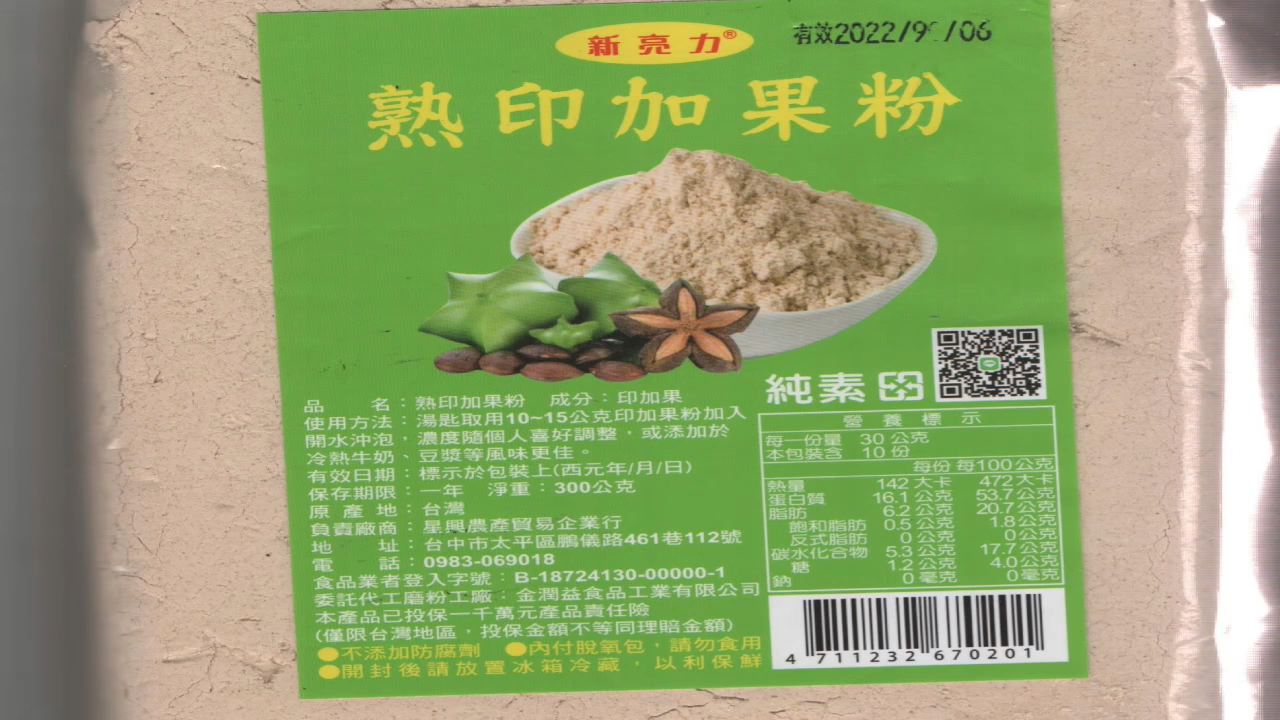 新亮力®
有效2022/9 /06
熟印加果粉
純素
品名：熟印加果粉 成分：印加果
使用方法：湯匙取用10~15公克印加果粉加入
開水沖泡，濃度隨個人喜好調整，或添加於
冷熱牛奶、豆漿等風味更佳。
有效日期：標示於包裝上(西元年/月/日)
保存期限：一年 淨重：300公克
原產地：台灣
負責廠商：星興農產貿易企業行
地址：台中市太平區鵬儀路461巷112號
電話：0983-069018
食品業者登入字號：B-18724130-00000-1
委託代工磨粉工廠：金潤益食品工業有限公司
本產品已投保一千萬元產品責任險
(僅限台灣地區，投保金額不等同理賠金額)
●不添加防腐劑 ●內付脫氧包，請勿食用
●開封後請放置冰箱冷藏，以利保鮮
營養標示
每一份量 30公克
本包裝含 10份
每份 每100公克
熱量 142大卡 472大卡
蛋白質 16.1公克 53.7公克
脂肪 6.2公克 20.7公克
飽和脂肪 0.5公克 1.8公克
反式脂肪 0公克 0公克
碳水化合物 5.3公克 17.7公克
糖 1.2公克 4.0公克
鈉 0毫克 0毫克
4 711232 670201